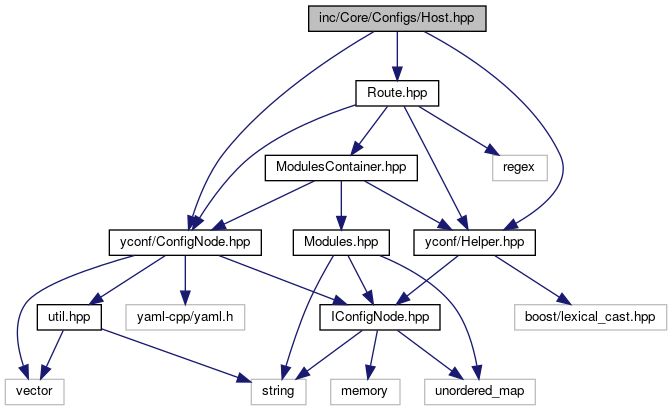 inc/Core/Configs/Host.hpp
Route.hpp
ModulesContainer.hpp
regex
yconf/ConfigNode.hpp
Modules.hpp
yconf/Helper.hpp
util.hpp
yaml-cpp/yaml.h
IConfigNode.hpp
boost/lexical_cast.hpp
vector
string
memory
unordered_map